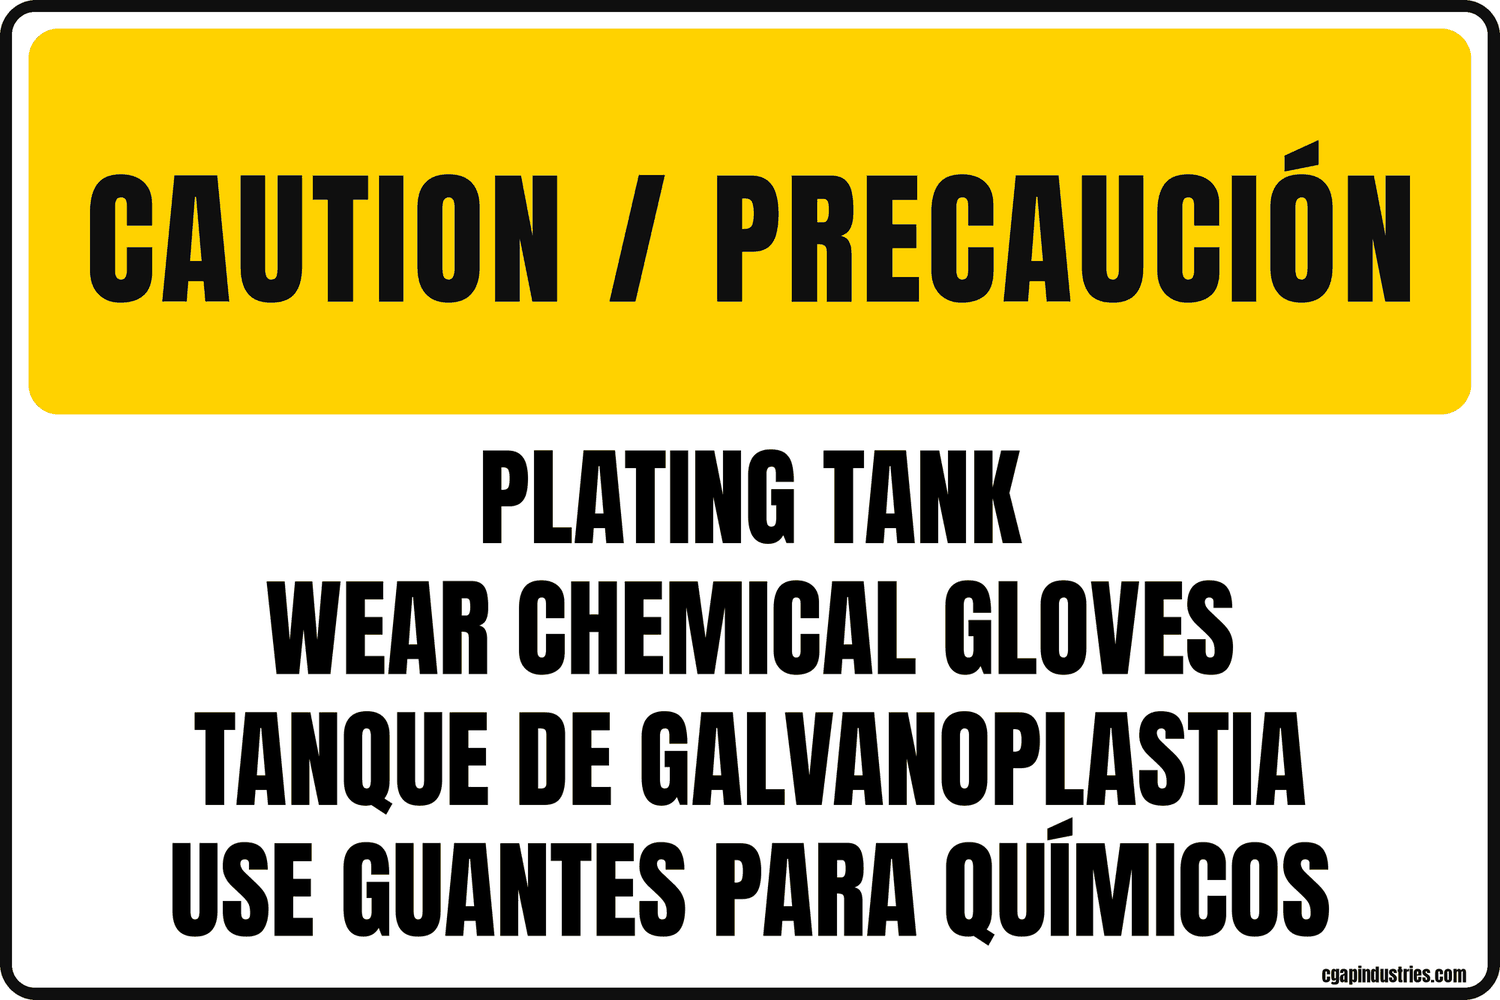 CAUTION / PRECAUCIÓN
PLATING TANK
WEAR CHEMICAL GLOVES
TANQUE DE GALVANOPLASTIA
USE GUANTES PARA QUÍMICOS
cgapindustries.com